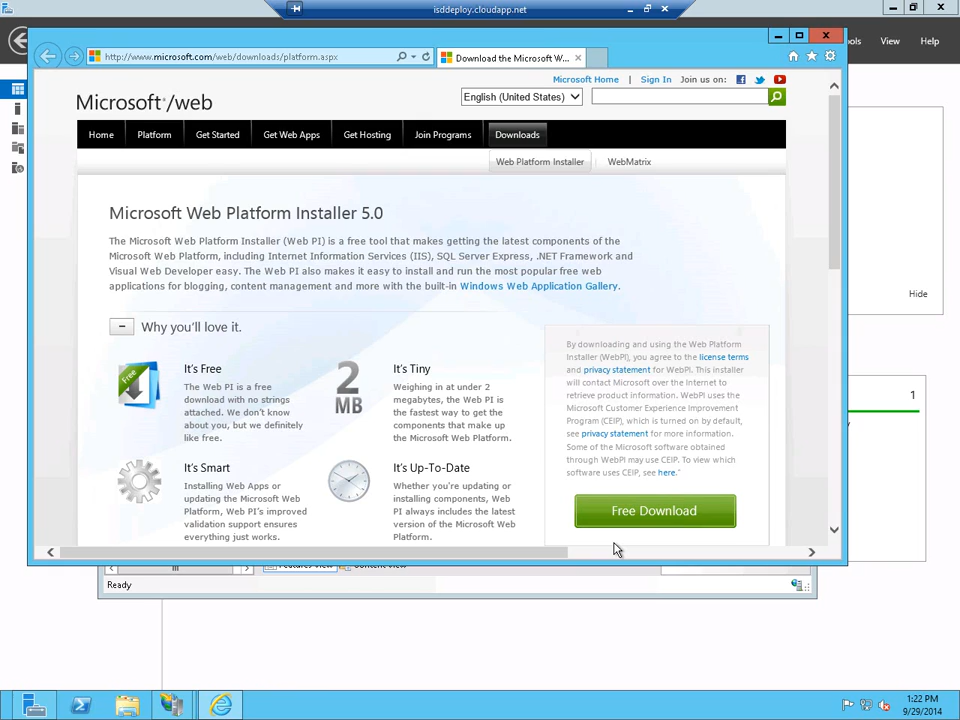 isddeploy.cloudapp.net
ools View Help
http://www.microsoft.com/web/downloads/platform.aspx
Download the Microsoft W...
Microsoft Home | Sign In Join us on:
Microsoft /web
English (United States)
Home Platform Get Started Get Web Apps Get Hosting Join Programs Downloads
Web Platform Installer WebMatrix
Microsoft Web Platform Installer 5.0
The Microsoft Web Platform Installer (Web PI) is a free tool that makes getting the latest components of the
Microsoft Web Platform, including Internet Information Services (IIS), SQL Server Express, .NET Framework and
Visual Web Developer easy. The Web PI also makes it easy to install and run the most popular free web
applications for blogging, content management and more with the built-in Windows Web Application Gallery.
Hide
Why you'll love it.
It's Free
The Web PI is a free
download with no strings
attached. We don't know
about you, but we definitely
like free.
Free
2
MB
It's Tiny
Weighing in at under 2
megabytes, the Web PI is
the fastest way to get the
components that make up
the Microsoft Web Platform.
It's Smart
Installing Web Apps or
updating the Microsoft Web
Platform, Web PI's improved
validation support ensures
everything just works.
It's Up-To-Date
Whether you're updating or
installing components, Web
PI always includes the latest
version of the Microsoft Web
Platform.
By downloading and using the Web Platform
Installer (WebPI), you agree to the license terms
and privacy statement for WebPI. This installer
will contact Microsoft over the Internet to
retrieve product information. WebPI uses the
Microsoft Customer Experience Improvement
Program (CEIP), which is turned on by default,
see privacy statement for more information.
Some of the Microsoft software obtained
through WebPI may use CEIP. To view which
software uses CEIP, see here."
Free Download
1
Features View Content View
Ready
1:22 PM
9/29/2014